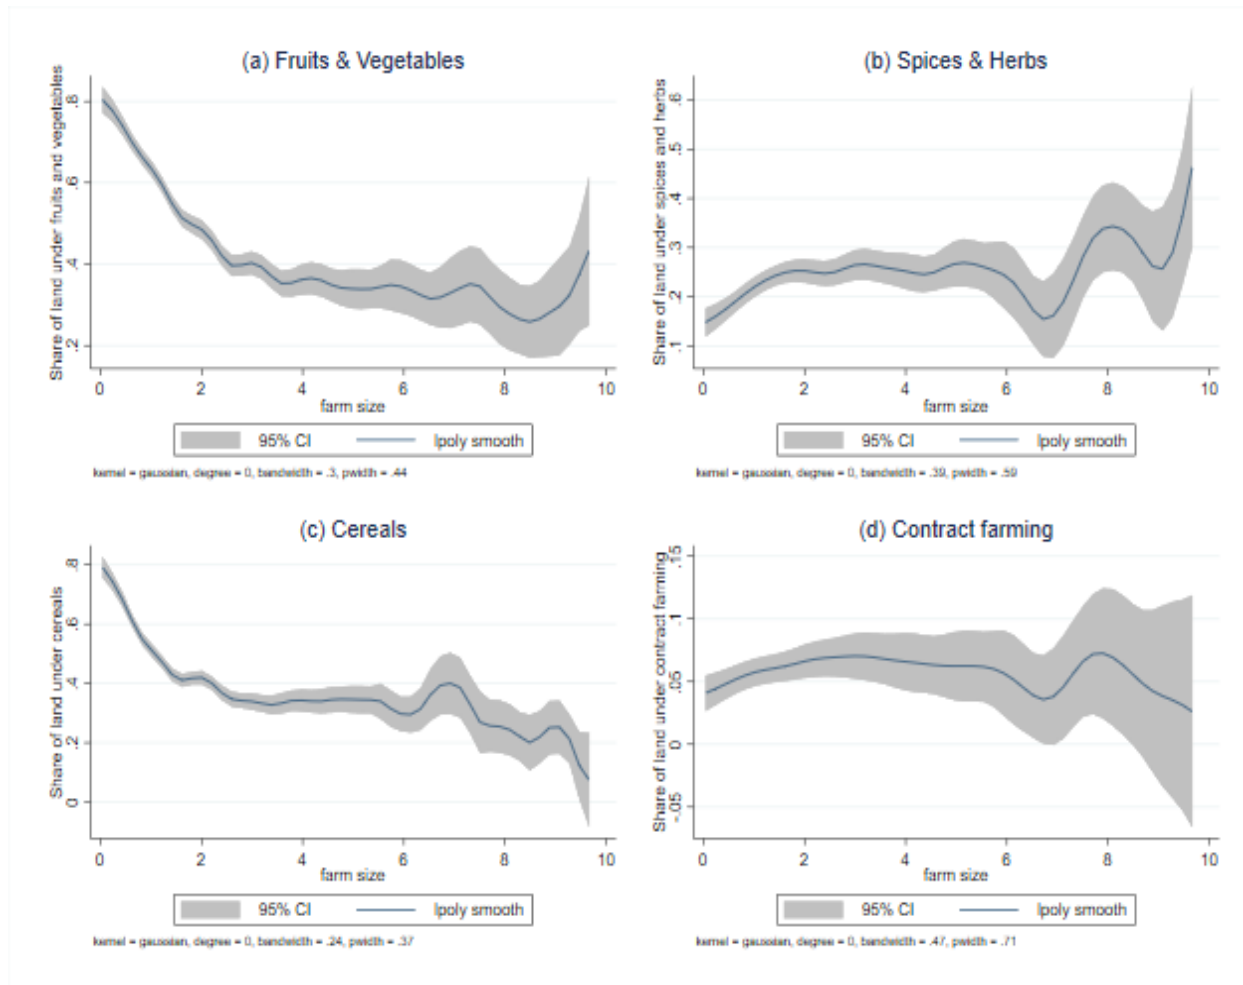 (a) Fruits & Vegetables
Share of land under fruits and vegetables
.8
.6
.4
.2
0 2 4 6 8 10
farm size
95% CI lpoly smooth
kernel = gaussian, degree = 0, bandwidth = .3, pwidth = .44
(b) Spices & Herbs
Share of land under spices and herbs
.6
.5
.4
.3
.2
.1
0 2 4 6 8 10
farm size
95% CI lpoly smooth
kernel = gaussian, degree = 0, bandwidth = .39, pwidth = .59
(c) Cereals
Share of land under cereals
.8
.6
.4
.2
0
0 2 4 6 8 10
farm size
95% CI lpoly smooth
kernel = gaussian, degree = 0, bandwidth = .24, pwidth = .37
(d) Contract farming
Share of land under contract farming
.15
.1
.05
0
-.05
0 2 4 6 8 10
farm size
95% CI lpoly smooth
kernel = gaussian, degree = 0, bandwidth = .47, pwidth = .71